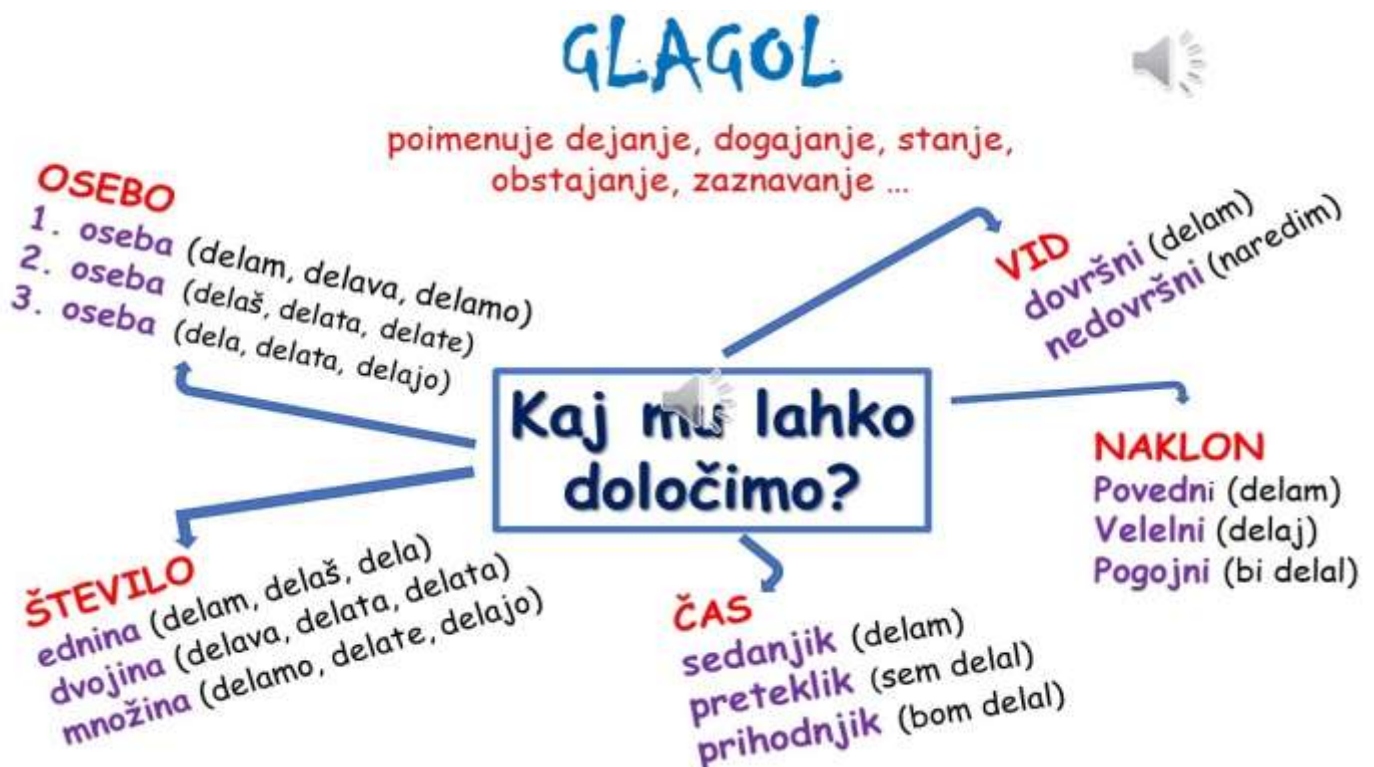 GLAGOL
poimenuje dejanje, dogajanje, stanje,
obstajanje, zaznavanje ...
OSEBO
1. oseba (delam, delava, delamo)
2. oseba (delaš, delata, delate)
3. oseba (dela, delata, delajo)
VID
dovršni (delam)
nedovršni (naredim)
Kaj mu lahko
določimo?
NAKLON
Povedni (delam)
Velelni (delaj)
Pogojni (bi delal)
ŠTEVILO
ednina (delam, delaš, dela)
dvojina (delava, delata, delata)
množina (delamo, delate, delajo)
ČAS
sedanjik (delam)
preteklik (sem delal)
prihodnjik (bom delal)